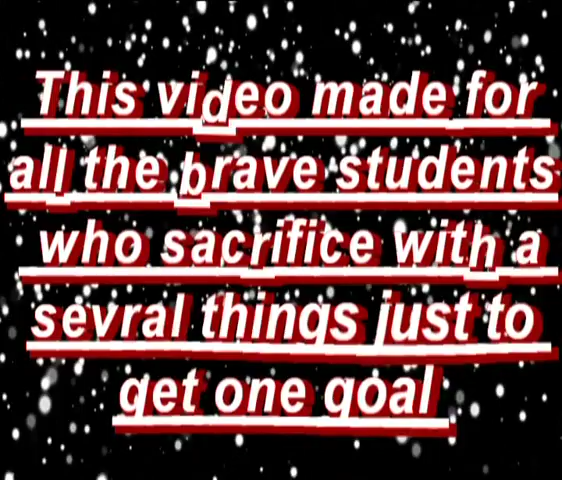 This video made for
all the brave students
who sacrifice with a
sevral things just to
get one goal